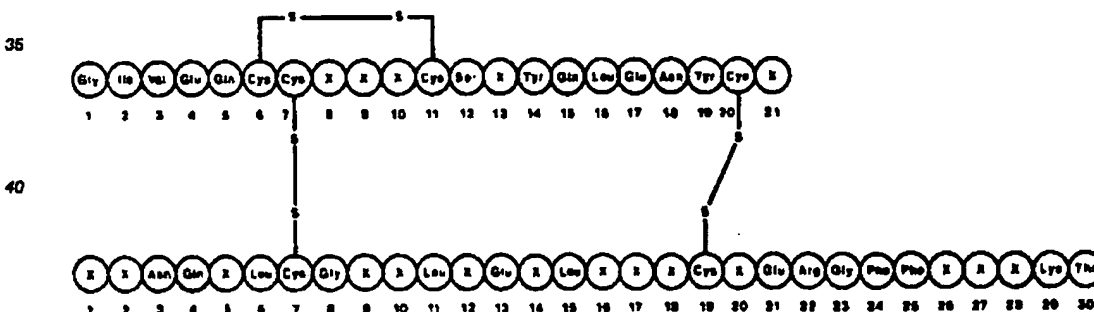 S S
35
Gly Ile Val Glu Gln Cys Cys X X X Cys Ser X Tyr Gln Leu Glu Asn Tyr Cys X
1 2 3 4 5 6 7 8 9 10 11 12 13 14 15 16 17 18 19 20 21
S S
40
S S
X X Asn Gln X Leu Cys Gly X X Leu X Glu X Leu X X X Cys X Glu Arg Gly Phe Phe X X X Lys Thr
1 2 3 4 5 6 7 8 9 10 11 12 13 14 15 16 17 18 19 20 21 22 23 24 25 26 27 28 29 30